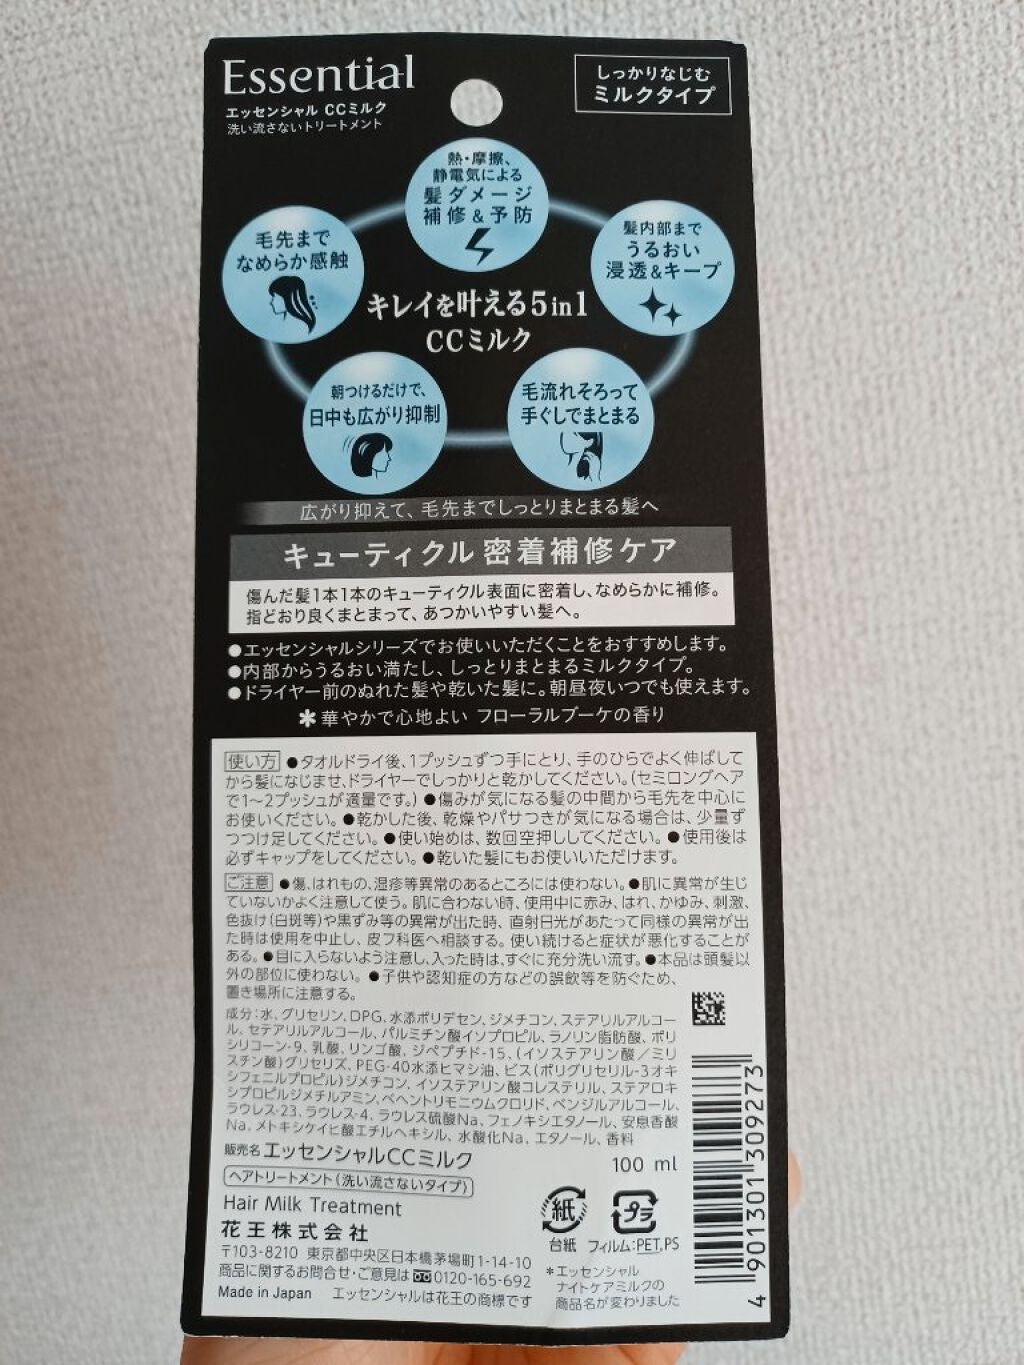 Essential
エッセンシャル CCミルク
洗い流さないトリートメント
しっかりなじむ
ミルクタイプ
熱・摩擦、
静電気による
髪ダメージ
補修&予防
毛先まで
なめらか感触
髪内部まで
うるおい
浸透&キープ
キレイを叶える5in1
CCミルク
朝つけるだけで、
日中も広がり抑制
毛流れそろって
手ぐしでまとまる
広がり抑えて、毛先までしっとりまとまる髪へ
キューティクル 密着補修ケア
傷んだ髪1本1本のキューティクル表面に密着し、なめらかに補修。
指どおり良くまとまって、あつかいやすい髪へ。
●エッセンシャルシリーズでお使いいただくことをおすすめします。
●内部からうるおい満たし、しっとりまとまるミルクタイプ。
●ドライヤー前のぬれた髪や乾いた髪に。朝昼夜いつでも使えます。
＊華やかで心地よい フローラルブーケの香り
使い方 ●タオルドライ後、1プッシュずつ手にとり、手のひらでよく伸ばして
から髪になじませ、ドライヤーでしっかりと乾かしてください。(セミロングヘア
で1〜2プッシュが適量です。) ●傷みが気になる髪の中間から毛先を中心に
お使いください。●乾かした後、乾燥やパサつきが気になる場合は、少量ず
つつけ足してください。●使い始めは、数回空押ししてください。●使用後は
必ずキャップをしてください。●乾いた髪にもお使いいただけます。
ご注意 ●傷、はれもの、湿疹等異常のあるところには使わない。●肌に異常が生じ
ていないかよく注意して使う。肌に合わない時、使用中に赤み、はれ、かゆみ、刺激、
色抜け(白斑等)や黒ずみ等の異常が出た時、直射日光があたって同様の異常が出
た時は使用を中止し、皮フ科医へ相談する。使い続けると症状が悪化することが
ある。●目に入らないよう注意し、入った時は、すぐに充分洗い流す。●本品は頭髪以
外の部位に使わない。●子供や認知症の方などの誤飲等を防ぐため、
置き場所に注意する。
成分:水、グリセリン、DPG、水添ポリデセン、ジメチコン、ステアリルアルコー
ル、セテアリルアルコール、パルミチン酸イソプロピル、ラノリン脂肪酸、ポリ
シリコーン-9、乳酸、リンゴ酸、ジペプチド-15、(イソステアリン酸/ミリ
スチン酸)グリセリズ、PEG-40水添ヒマシ油、ビス(ポリグリセリル-3オキ
シフェニルプロピル)ジメチコン、イソステアリン酸コレステリル、ステアロキ
シプロピルジメチルアミン、ベヘントリモニウムクロリド、ベンジルアルコール、
ラウレス-23、ラウレス-4、ラウレス硫酸Na、フェノキシエタノール、安息香酸
Na、メトキシケイヒ酸エチルヘキシル、水酸化Na、エタノール、香料
販売名 エッセンシャルCCミルク
100 ml
ヘアトリートメント(洗い流さないタイプ)
Hair Milk Treatment
花王株式会社
〒103-8210 東京都中央区日本橋茅場町1-14-10
商品に関するお問合せ・ご意見は 0120-165-692
Made in Japan エッセンシャルは花王の商標です
紙
台紙
プラ
フィルム:PET,PS
*エッセンシャル
ナイトケアミルクの
商品名が変わりました
4 901301 309273